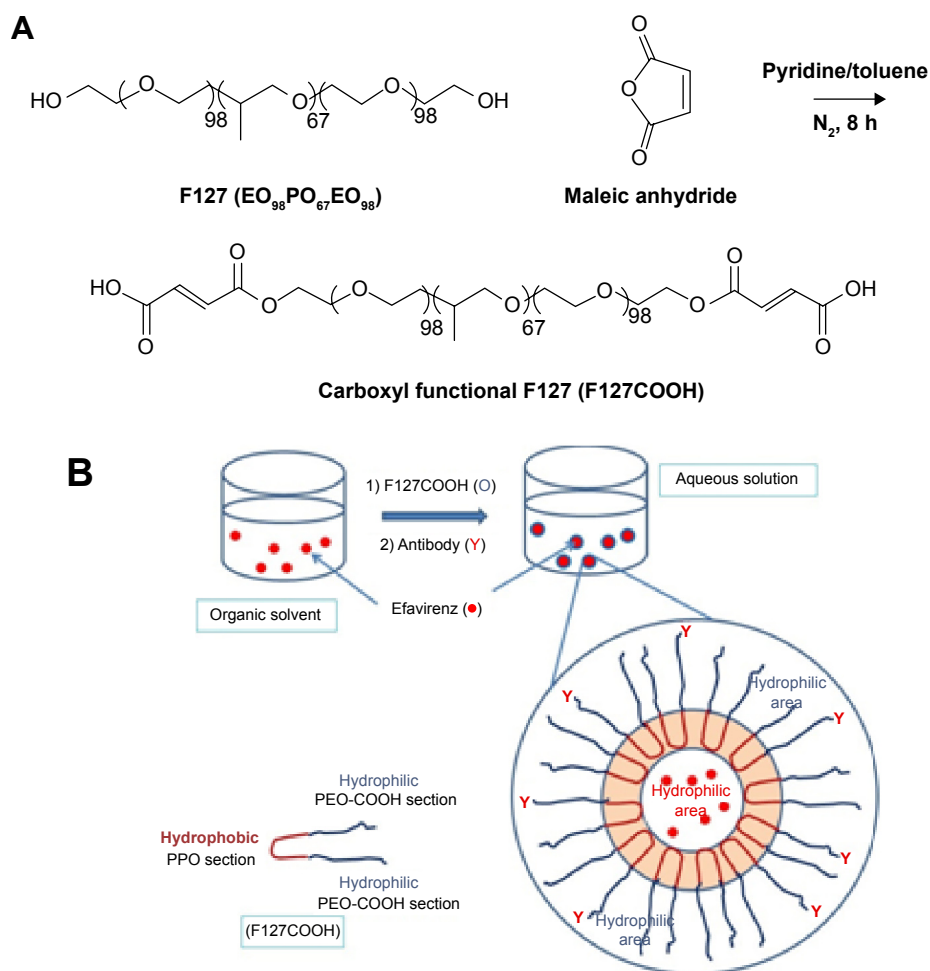 A
HO
O
98
O
67
O
98
OH
F127 (EO₉₈PO₆₇EO₉₈)
O
O
O
Maleic anhydride
Pyridine/toluene
N₂, 8 h
HO
O
O
O
O
98
O
67
O
98
O
O
O
OH
Carboxyl functional F127 (F127COOH)
B
1) F127COOH (O)
2) Antibody (Y)
Aqueous solution
Organic solvent
Efavirenz (●)
Y
Y
Hydrophilic
area
Y
Y
Hydrophilic
area
Y
Y
Y
Hydrophilic
area
Hydrophilic
PEO-COOH section
Hydrophobic
PPO section
Hydrophilic
PEO-COOH section
(F127COOH)